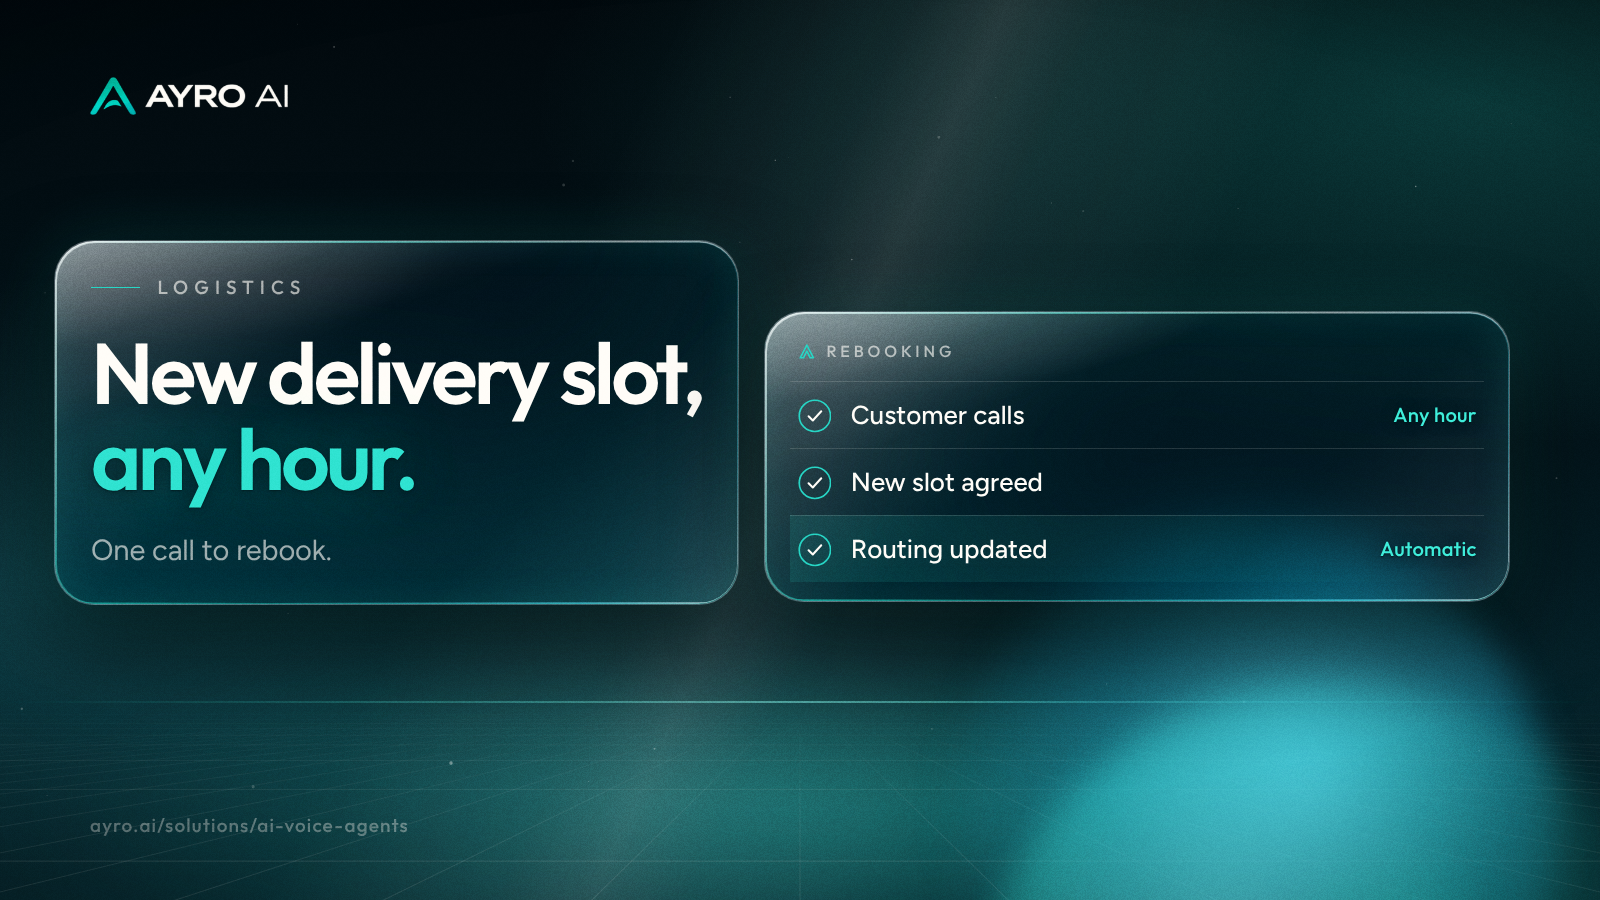 AYRO AI
LOGISTICS
New delivery slot,
any hour.
One call to rebook.
REBOOKING
Customer calls Any hour
New slot agreed
Routing updated Automatic
ayro.ai/solutions/ai-voice-agents